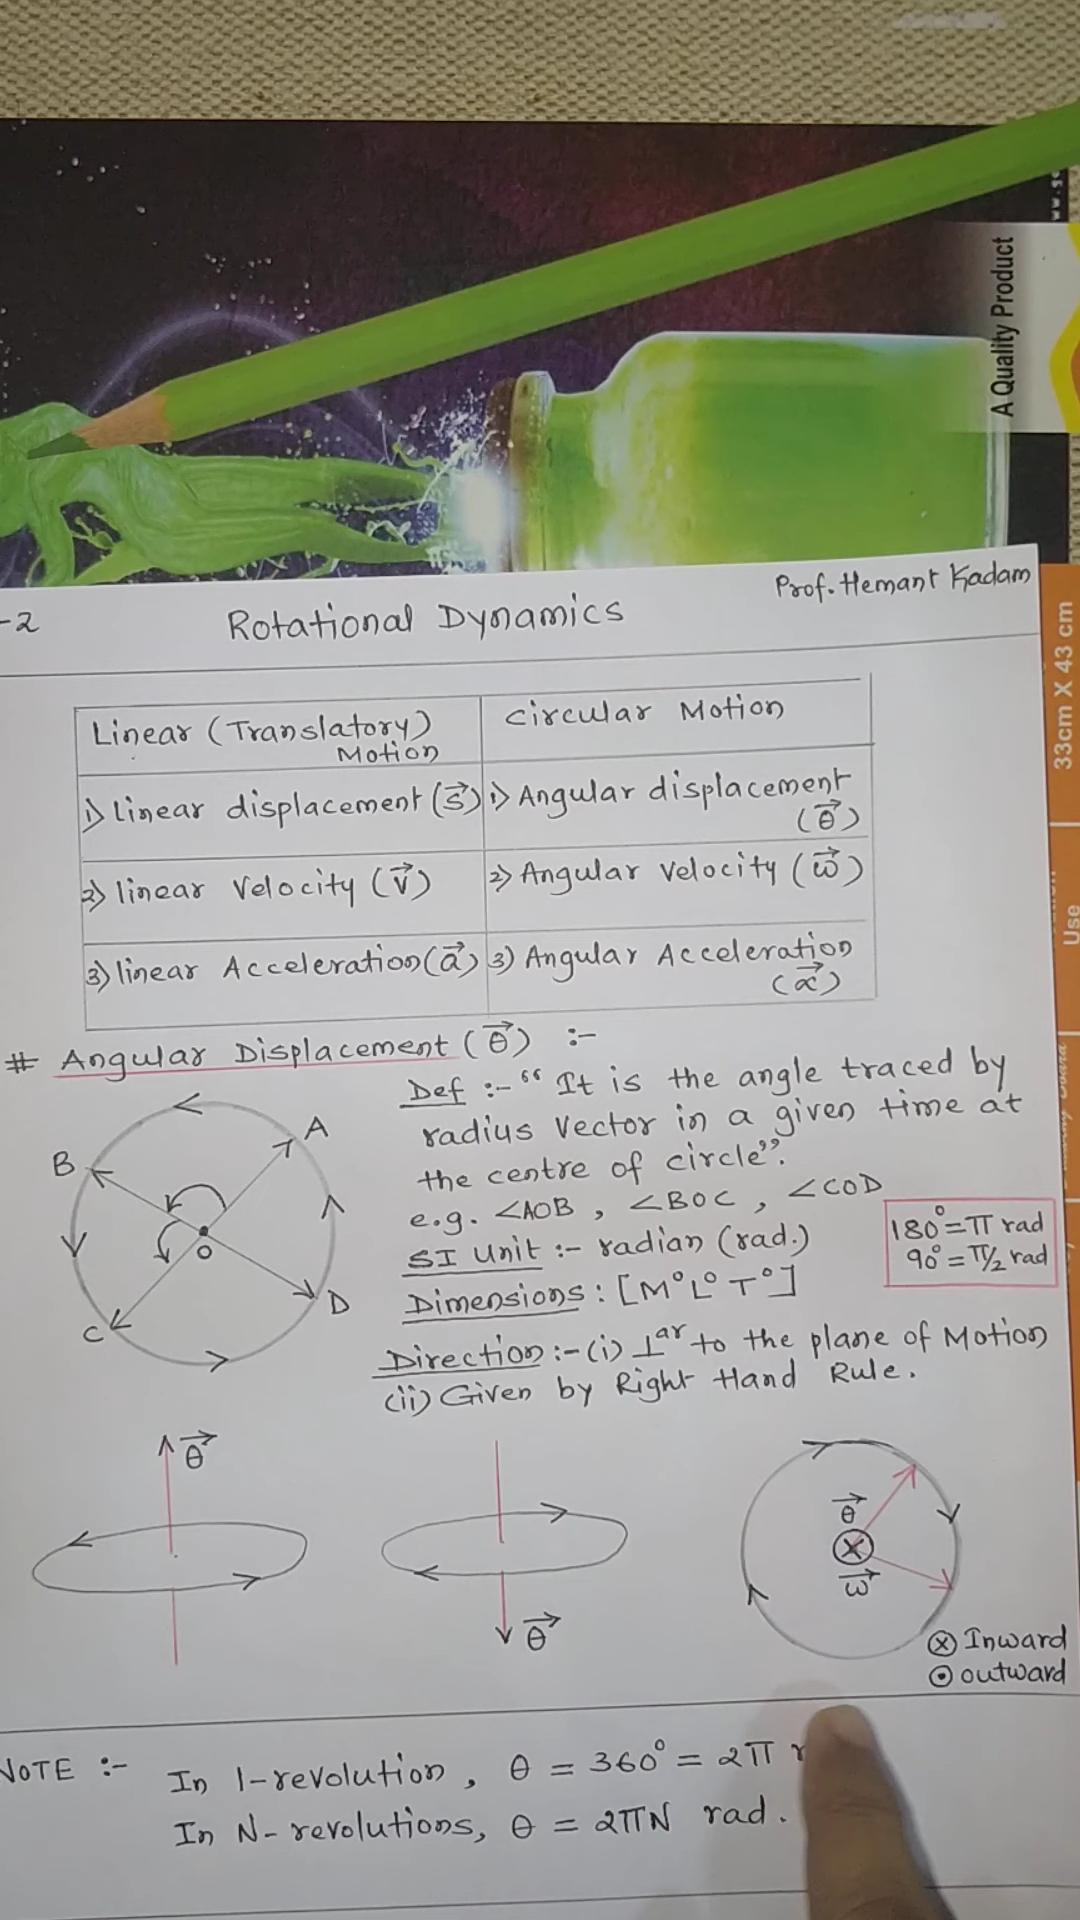 A Quality Product
33cm X 43 cm
Use
-2
Rotational Dynamics
Prof. Hemant Kadam
Linear (Translatory) Motion
Circular Motion
1) linear displacement (s⃗)
1) Angular displacement (θ⃗)
2) linear velocity (v⃗)
2) Angular velocity (ω⃗)
3) linear Acceleration (a⃗)
3) Angular Acceleration (α⃗)
# Angular Displacement (θ⃗) :-
Def :- “It is the angle traced by
radius vector in a given time at
the centre of circle”.
e.g. ∠AOB , ∠BOC , ∠COD
SI Unit :- radian (rad.)
180° = π rad
90° = π/2 rad
Dimensions : [M°L°T°]
Direction :- (i) ⊥ar to the plane of Motion
(ii) Given by Right Hand Rule.
A
B
O
C
D
θ⃗
θ⃗
θ⃗
ω⃗
⊗ Inward
⊙ outward
NOTE :- In 1-revolution , θ = 360° = 2π r
In N-revolutions, θ = 2πN rad.